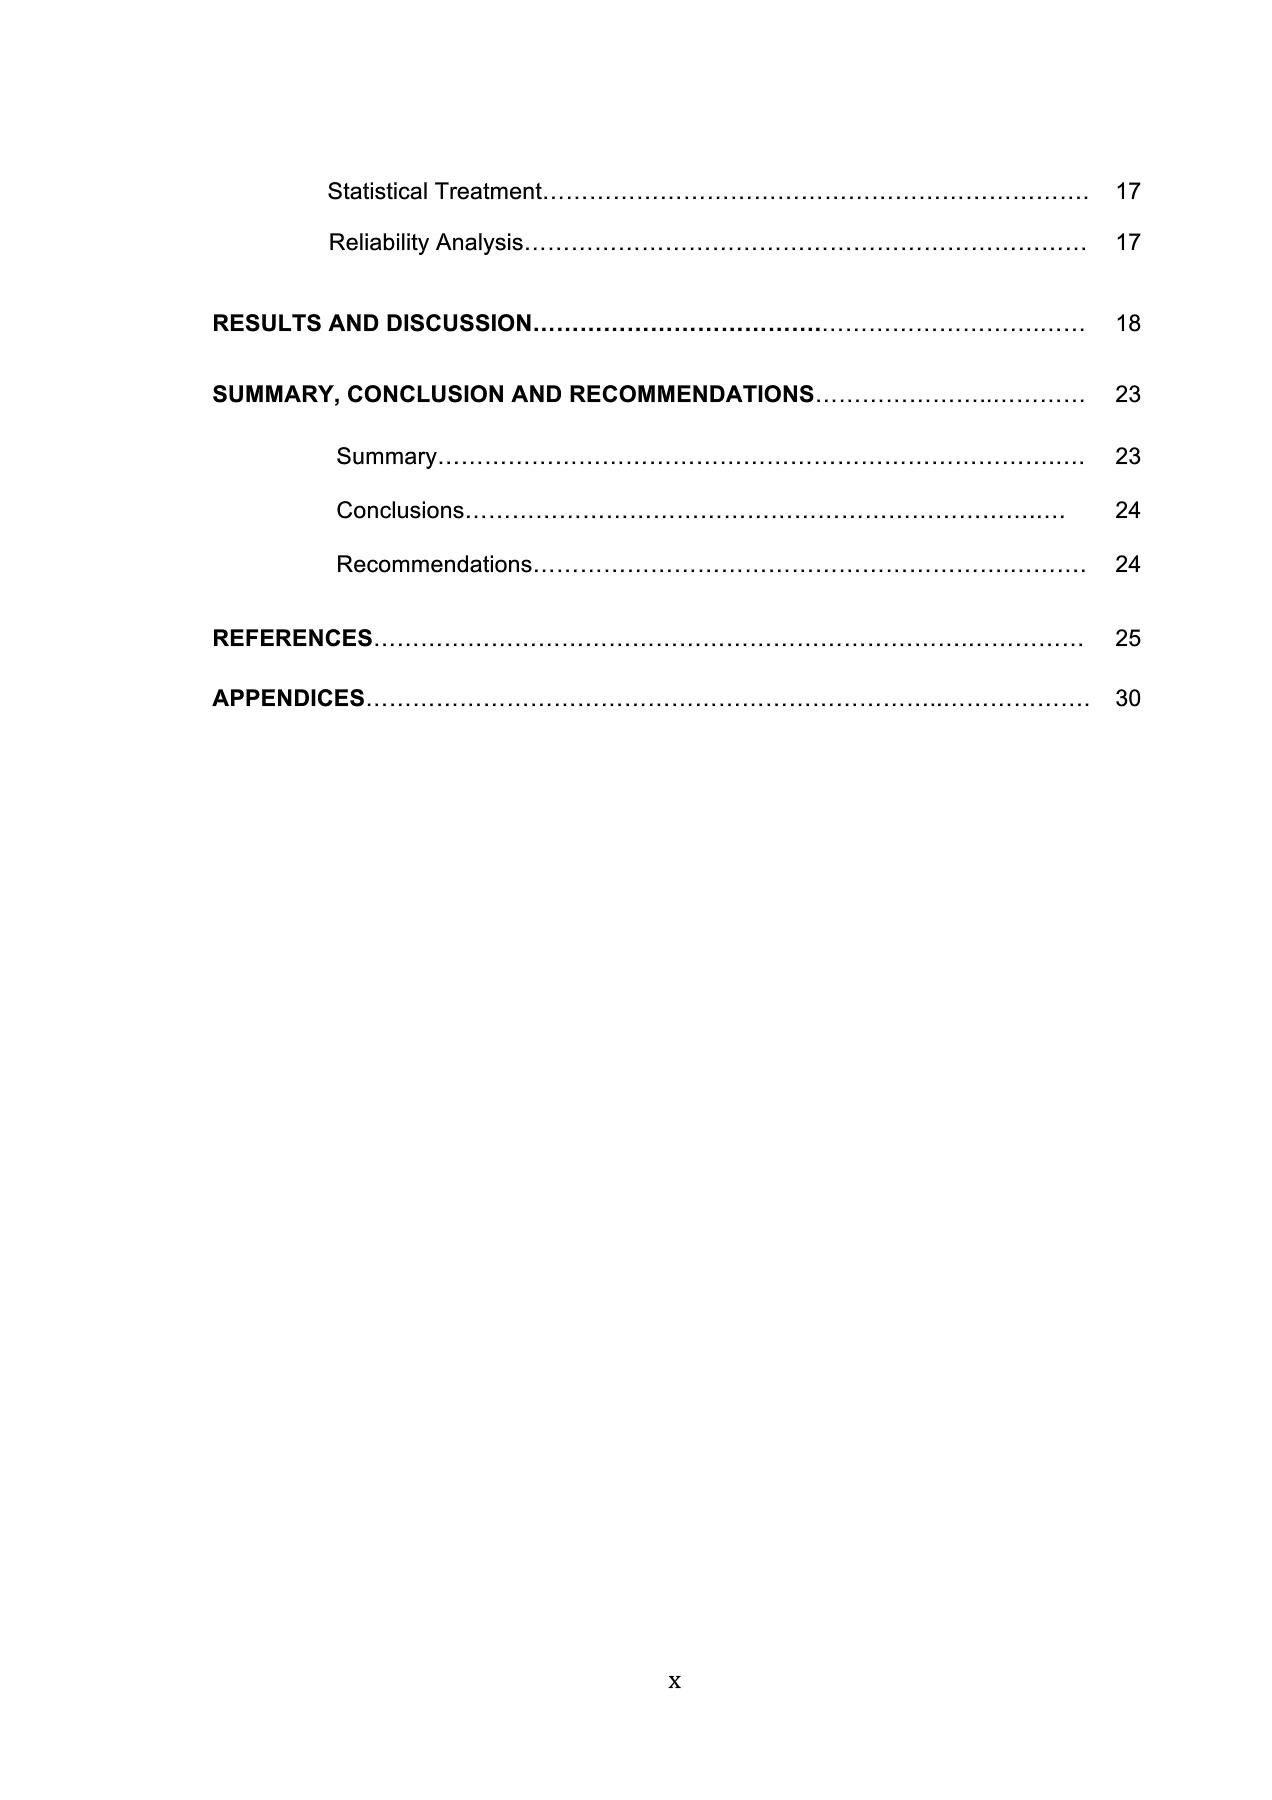 Statistical Treatment……………………………………………………………. 17
Reliability Analysis……………………………………………………………… 17
RESULTS AND DISCUSSION………………………………..……………………….…… 18
SUMMARY, CONCLUSION AND RECOMMENDATIONS…………………..………… 23
Summary…………………………………………………………………….…. 23
Conclusions………………………….…………………….……….……..…. 24
Recommendations…………………………………………………….………. 24
REFERENCES………………………………………………………………….…………… 25
APPENDICES………………………………………………………………..………………. 30
x